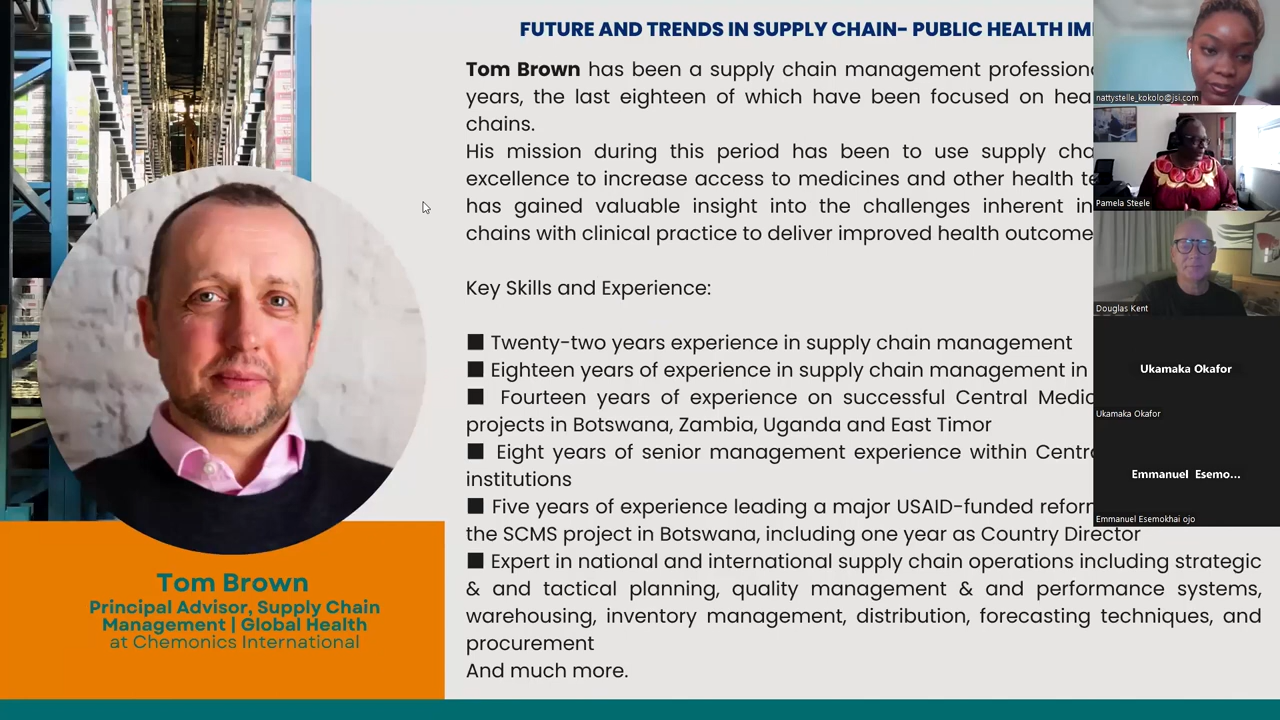 FUTURE AND TRENDS IN SUPPLY CHAIN- PUBLIC HEALTH
Tom Brown has been a supply chain management
years, the last eighteen of which have been focused on
chains.
His mission during this period has been to use supply
excellence to increase access to medicines and other health
has gained valuable insight into the challenges inherent in
chains with clinical practice to deliver improved health
Key Skills and Experience:
■ Twenty-two years experience in supply chain management
■ Eighteen years of experience in supply chain management in
■ Fourteen years of experience on successful Central
projects in Botswana, Zambia, Uganda and East Timor
■ Eight years of senior management experience within
institutions
■ Five years of experience leading a major USAID-funded
the SCMS project in Botswana, including one year as Country Director
■ Expert in national and international supply chain operations including strategic
& and tactical planning, quality management & and performance systems,
warehousing, inventory management, distribution, forecasting techniques, and
procurement
And much more.
Tom Brown
Principal Advisor, Supply Chain
Management | Global Health
at Chemonics International
nattystelle_kokolo@jsi.com
Pamela Steele
Douglas Kent
Ukamaka Okafor
Ukamaka Okafor
Emmanuel Esemo...
Emmanuel Esemokhai ojo